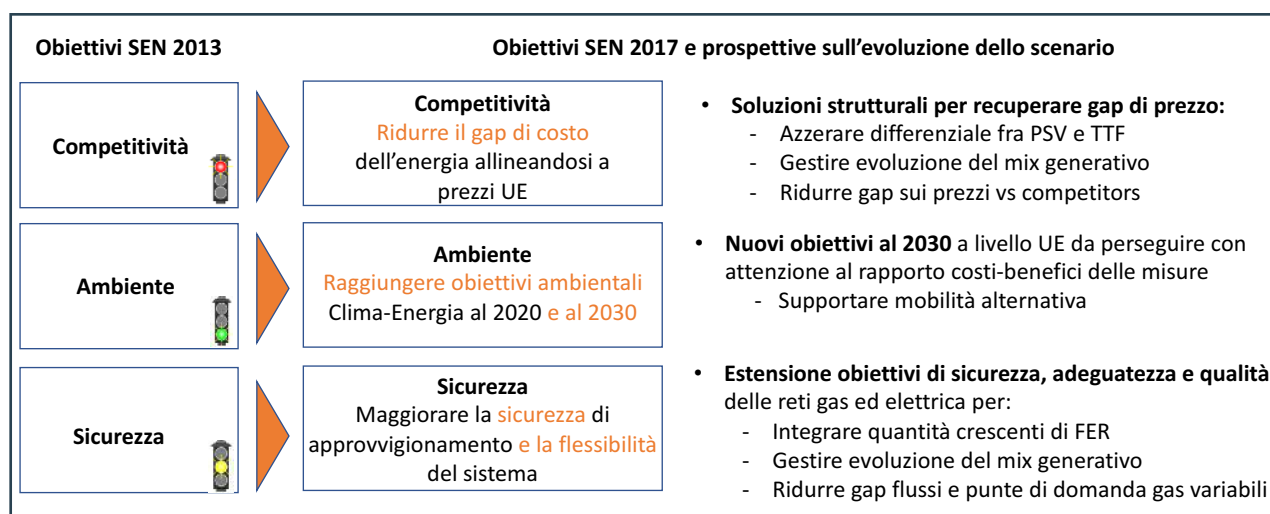 Obiettivi SEN 2013
Obiettivi SEN 2017 e prospettive sull'evoluzione dello scenario
Competitività
Competitività
Ridurre il gap di costo
dell'energia allineandosi a
prezzi UE
• Soluzioni strutturali per recuperare gap di prezzo:
- Azzerare differenziale fra PSV e TTF
- Gestire evoluzione del mix generativo
- Ridurre gap sui prezzi vs competitors
Ambiente
Ambiente
Raggiungere obiettivi ambientali
Clima-Energia al 2020 e al 2030
• Nuovi obiettivi al 2030 a livello UE da perseguire con
attenzione al rapporto costi-benefici delle misure
- Supportare mobilità alternativa
Sicurezza
Sicurezza
Maggiorare la sicurezza di
approvvigionamento e la flessibilità
del sistema
• Estensione obiettivi di sicurezza, adeguatezza e qualità
delle reti gas ed elettrica per:
- Integrare quantità crescenti di FER
- Gestire evoluzione del mix generativo
- Ridurre gap flussi e punte di domanda gas variabili